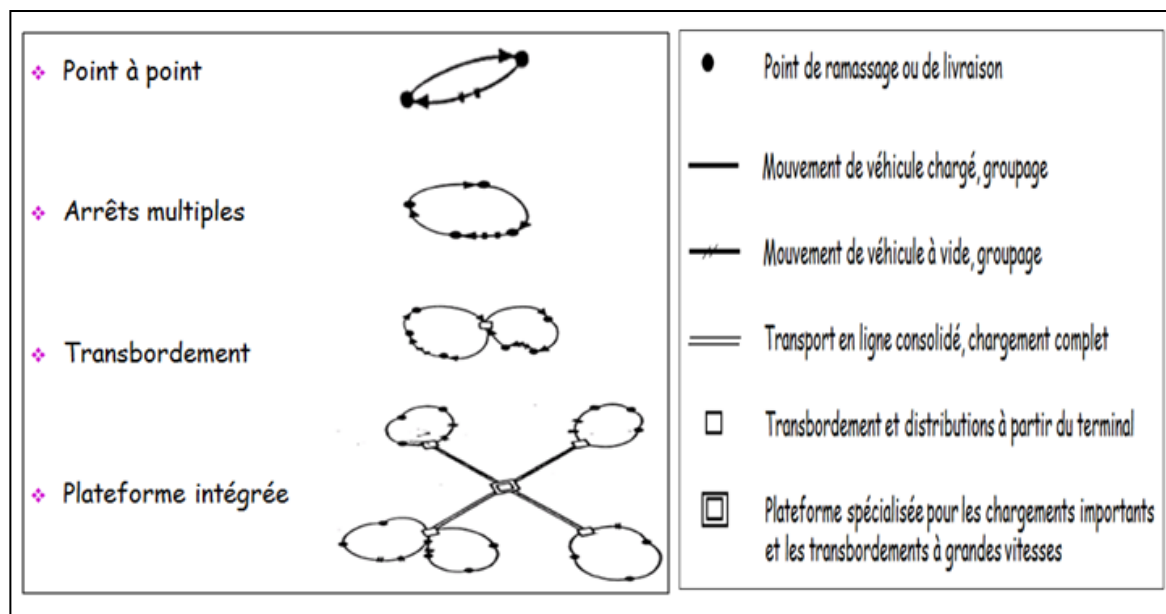 Point à point
Arrêts multiples
Transbordement
Plateforme intégrée
Point de ramassage ou de livraison
Mouvement de véhicule chargé, groupage
Mouvement de véhicule à vide, groupage
Transport en ligne consolidé, chargement complet
Transbordement et distributions à partir du terminal
Plateforme spécialisée pour les chargements importants
et les transbordements à grandes vitesses